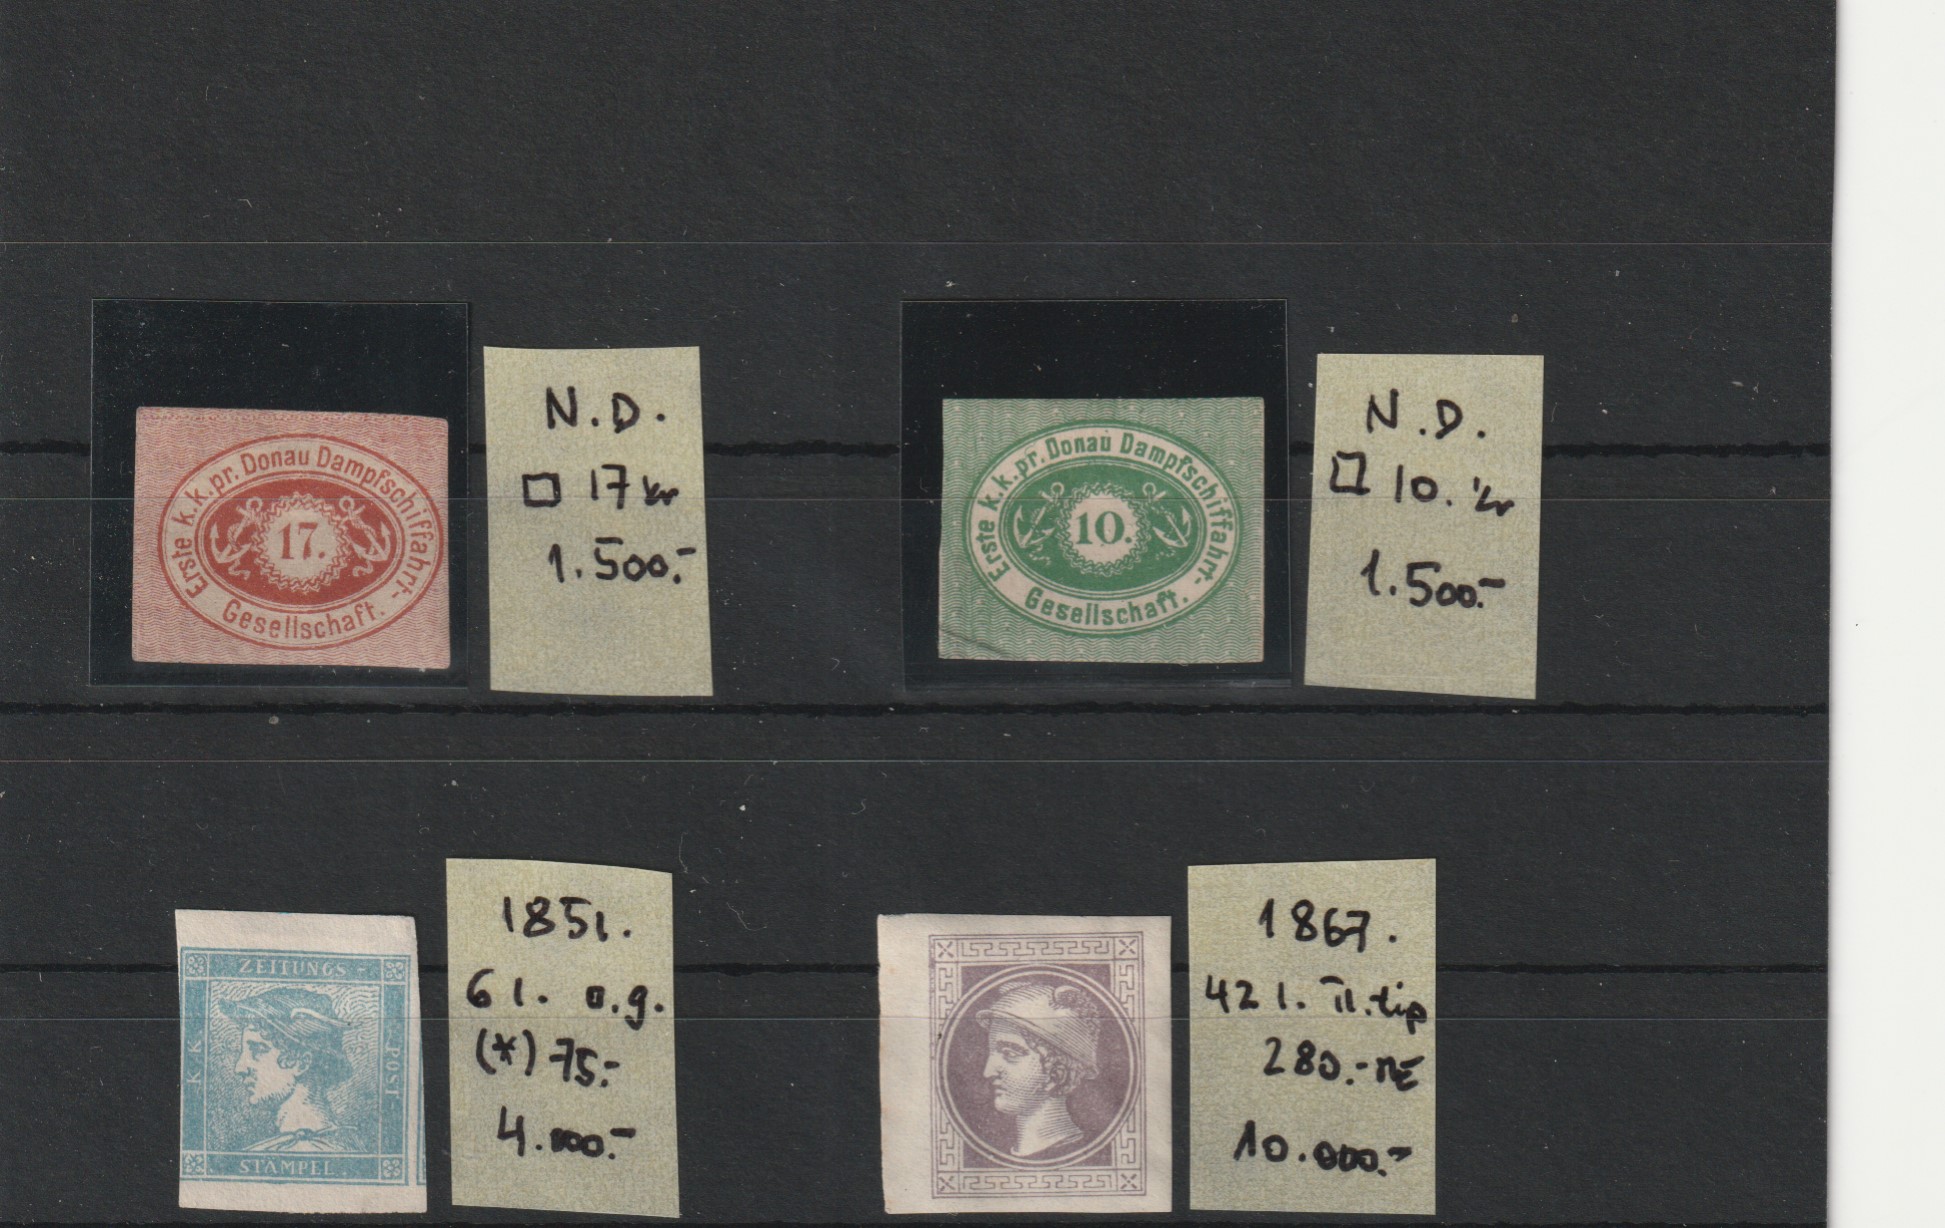 Erste k.k.pr. Donau Dampfschiffahrt-
Gesellschaft.
17.
N.D.
17 kr
1.500.-
Erste k.k.pr. Donau Dampfschiffahrt-
Gesellschaft.
10.
N.D.
10. kr
1.500.-
ZEITUNGS-
K K
POST-
STÄMPEL.
1851.
6 I. o.g.
(*) 75.-
4.000.-
1867.
42 I. II. tip
280.- ME
10.000.-